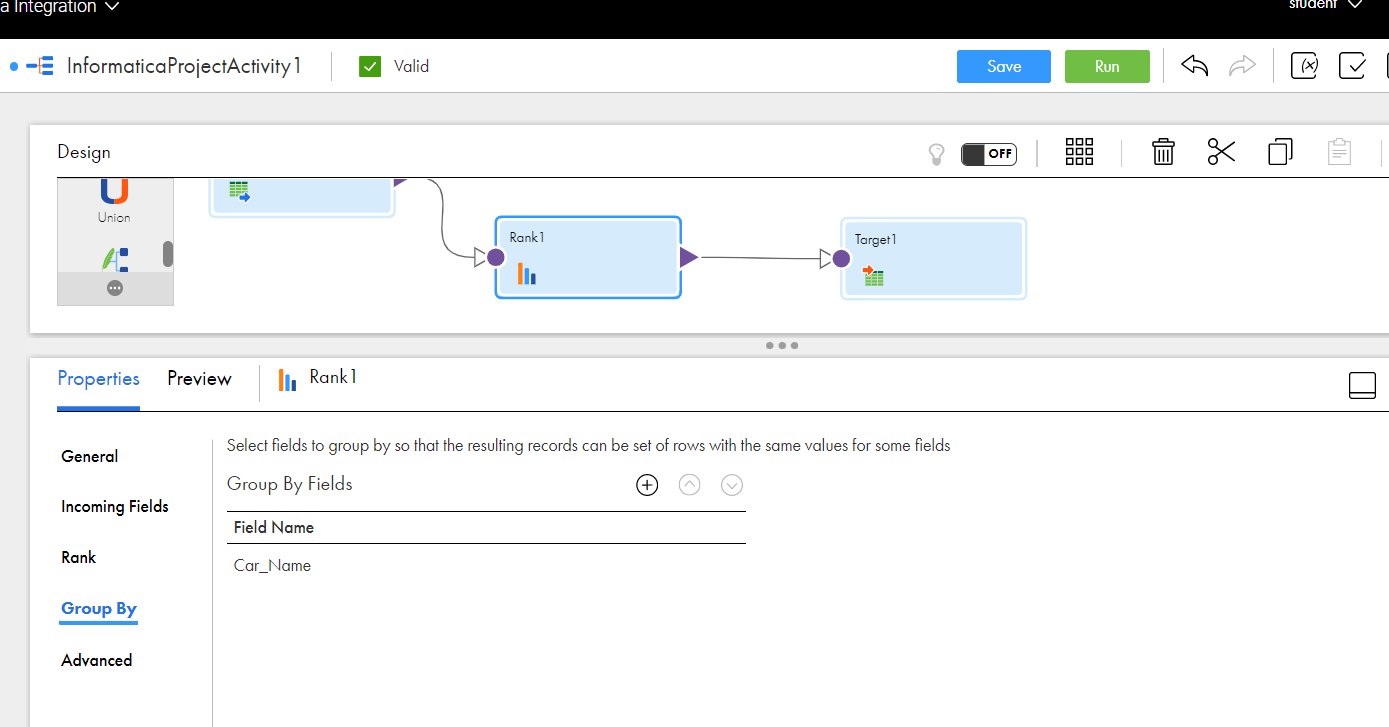 a Integration
student
InformaticaProjectActivity1
Valid
Save
Run
Design
OFF
Union
Rank1
Target1
Properties
Preview
Rank1
General
Incoming Fields
Rank
Group By
Advanced
Select fields to group by so that the resulting records can be set of rows with the same values for some fields
Group By Fields
Field Name
Car_Name